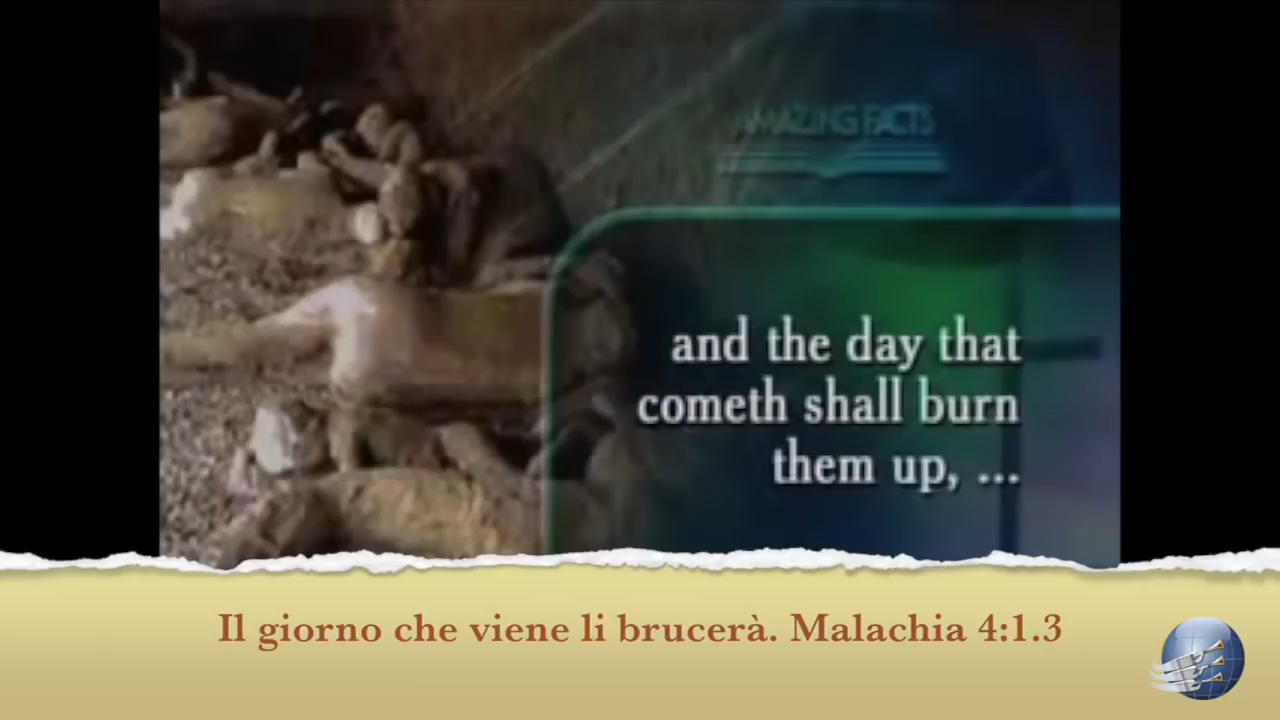 AMAZING FACTS
and the day that
cometh shall burn
them up, ...
Il giorno che viene li brucerà. Malachia 4:1.3